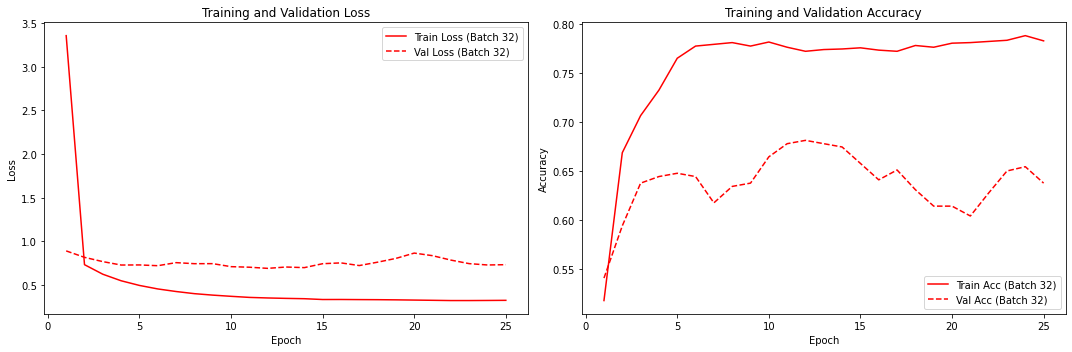 Training and Validation Loss
3.5
3.0
2.5
2.0
1.5
1.0
0.5
Loss
0
5
10
15
20
25
Epoch
Train Loss (Batch 32)
Val Loss (Batch 32)
Training and Validation Accuracy
0.80
0.75
0.70
0.65
0.60
0.55
Accuracy
0
5
10
15
20
25
Epoch
Train Acc (Batch 32)
Val Acc (Batch 32)